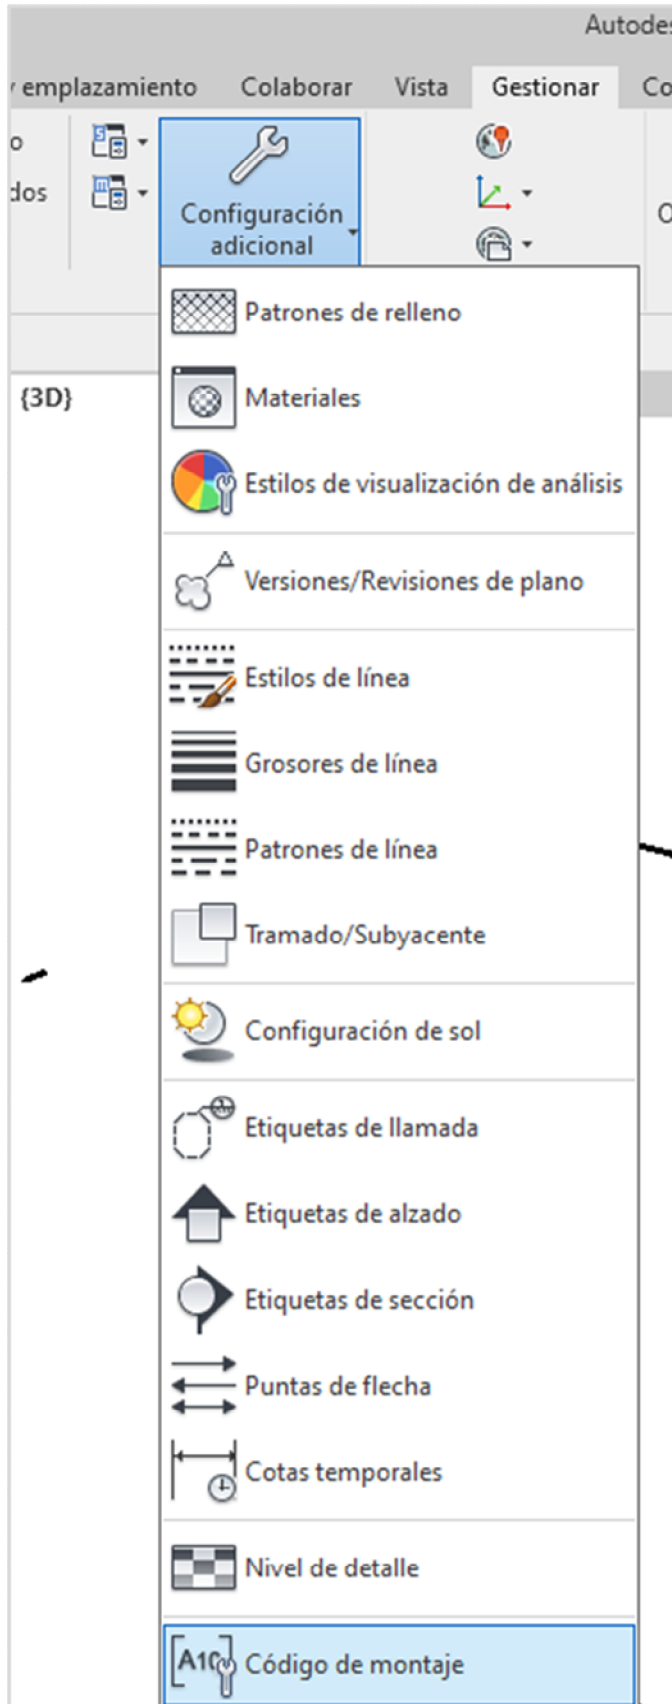 Autodes
y emplazamiento Colaborar Vista Gestionar Co
o
dos
Configuración
adicional
O
{3D}
Patrones de relleno
Materiales
Estilos de visualización de análisis
Versiones/Revisiones de plano
Estilos de línea
Grosores de línea
Patrones de línea
Tramado/Subyacente
Configuración de sol
Etiquetas de llamada
Etiquetas de alzado
Etiquetas de sección
Puntas de flecha
Cotas temporales
Nivel de detalle
[A10] Código de montaje